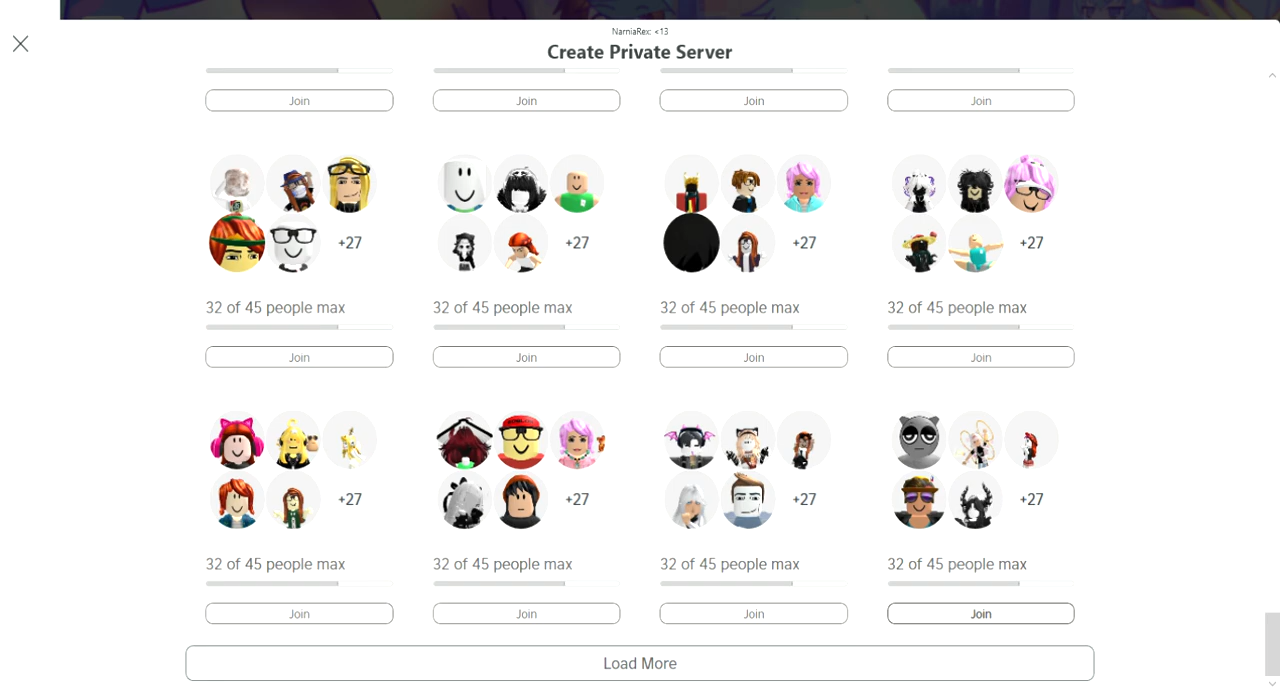 NarniaRex: <13
Create Private Server
Join Join Join Join
+27 +27 +27 +27
32 of 45 people max 32 of 45 people max 32 of 45 people max 32 of 45 people max
Join Join Join Join
+27 +27 +27 +27
32 of 45 people max 32 of 45 people max 32 of 45 people max 32 of 45 people max
Join Join Join Join
Load More